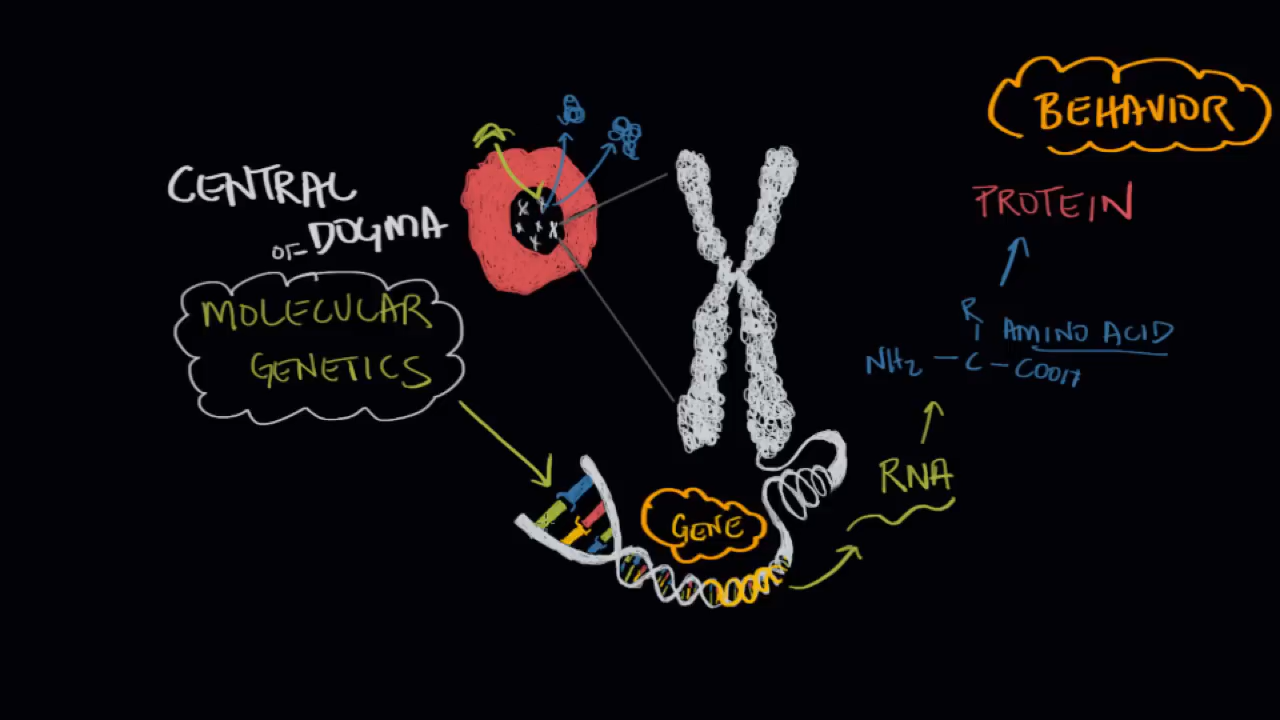 CENTRAL
OF DOGMA
MOLECULAR
GENETICS
GENE
RNA
R
AMINO ACID
NH2 — C — COOH
PROTEIN
BEHAVIOR